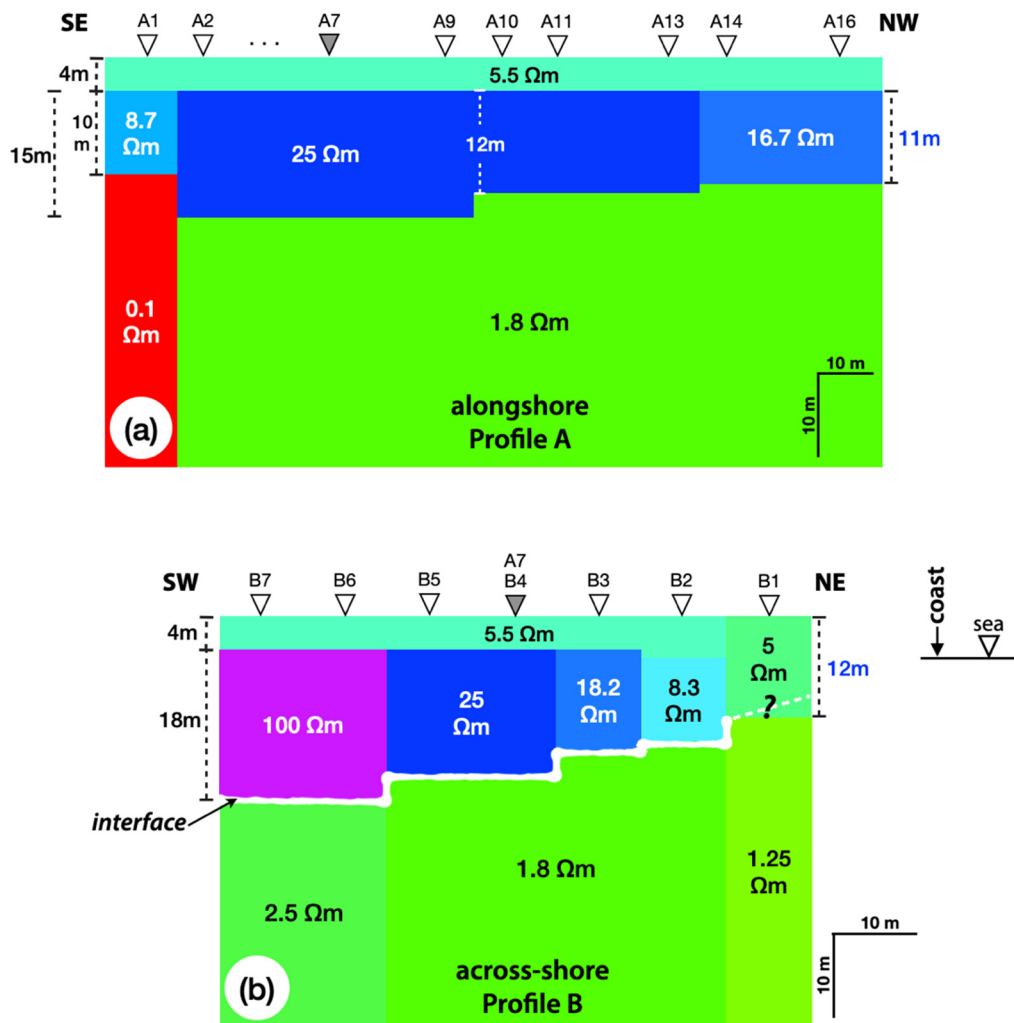 SE
A1
A2
. . .
A7
A9
A10
A11
A13
A14
A16
NW
4m
5.5 Ωm
15m
10
m
8.7
Ωm
25 Ωm
12m
16.7 Ωm
11m
0.1
Ωm
1.8 Ωm
10 m
10 m
(a)
alongshore
Profile A
SW
B7
B6
B5
A7
B4
B3
B2
B1
NE
coast
sea
4m
5.5 Ωm
5
Ωm
?
12m
18m
100 Ωm
25
Ωm
18.2
Ωm
8.3
Ωm
interface
2.5 Ωm
1.8 Ωm
1.25
Ωm
10 m
10 m
(b)
across-shore
Profile B